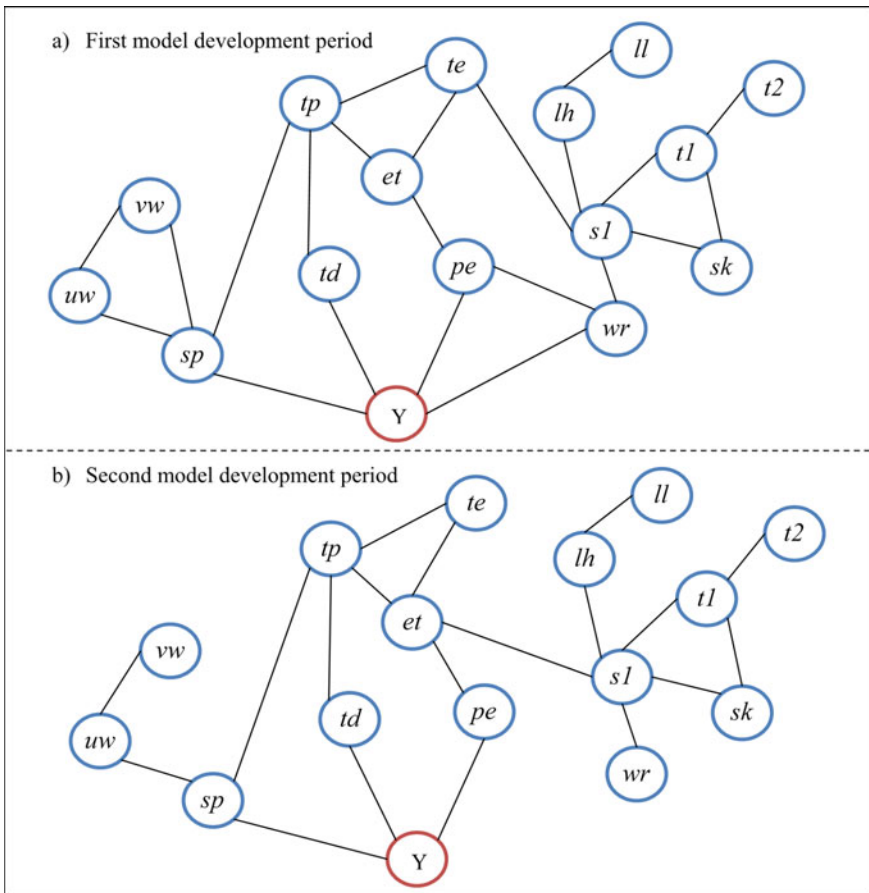 a) First model development period
ll
te
t2
tp
lh
t1
et
vw
s1
td
pe
sk
uw
wr
sp
Y
b) Second model development period
ll
te
t2
tp
lh
t1
et
vw
s1
td
pe
sk
uw
wr
sp
Y